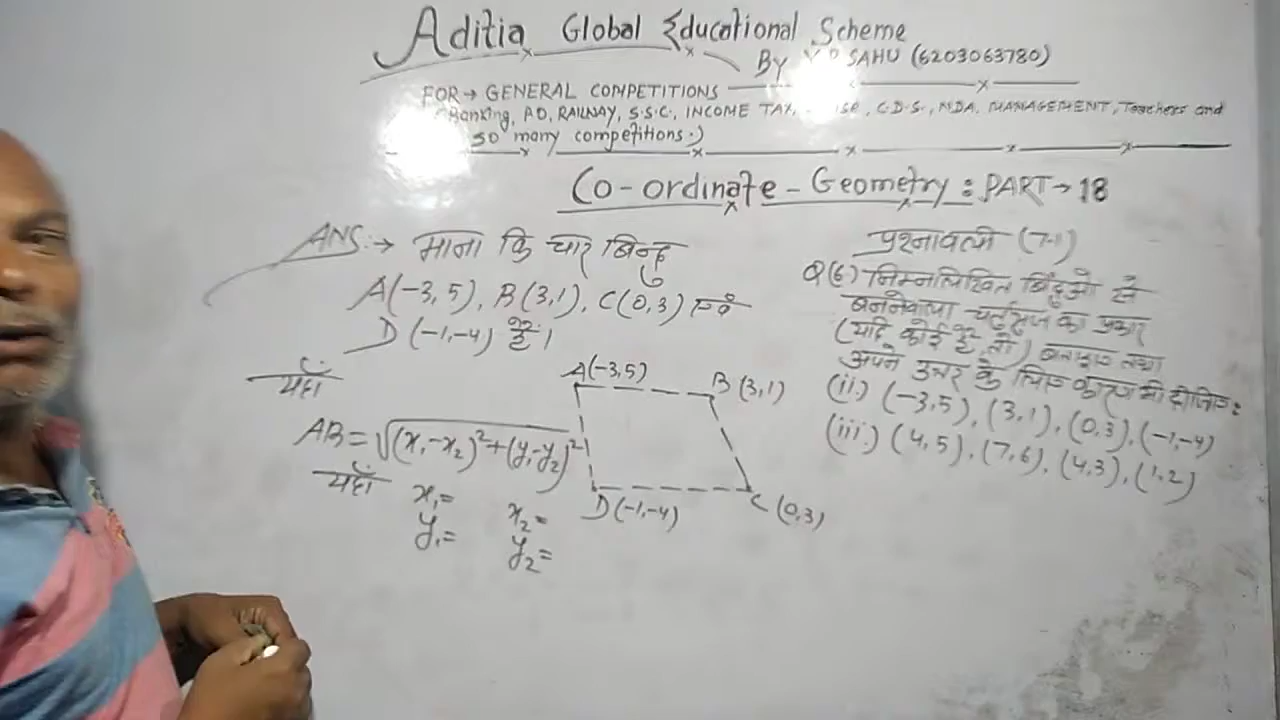 Aditia Global Educational Scheme
By SAHU (6203063780)
FOR → GENERAL COMPETITIONS
(Banking, P.O, RAILWAY, S.S.C, INCOME TAX, C.D.S., NDA, MANAGEMENT, Teachers and
so many competitions.)
Co-ordinate-Geometry: PART→18
ANS:→ माना कि चार बिन्दु
A(-3,5), B(3,1), C(0,3) एवं
D(-1,-4) है।
यहाँ
AB=√(x₁-x₂)²+(y₁-y₂)²
यहाँ
x₁= x₂=
y₁= y₂=
A(-3,5)
B(3,1)
D(-1,-4)
C(0,3)
प्रश्नावली (7.1)
Q(6) निम्नलिखित बिंदुओं से
बननेवाला चर्तुभुज का प्रकार
(यदि कोई है, तो) बताइए तथा
अपने उत्तर के लिए कारण भी दीजिए:
(ii.) (-3,5), (3,1), (0,3), (-1,-4)
(iii.) (4,5), (7,6), (4,3), (1,2)